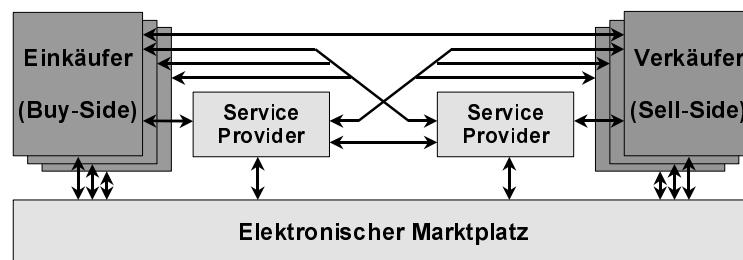 Einkäufer
(Buy-Side)
Service
Provider
Service
Provider
Verkäufer
(Sell-Side)
Elektronischer Marktplatz